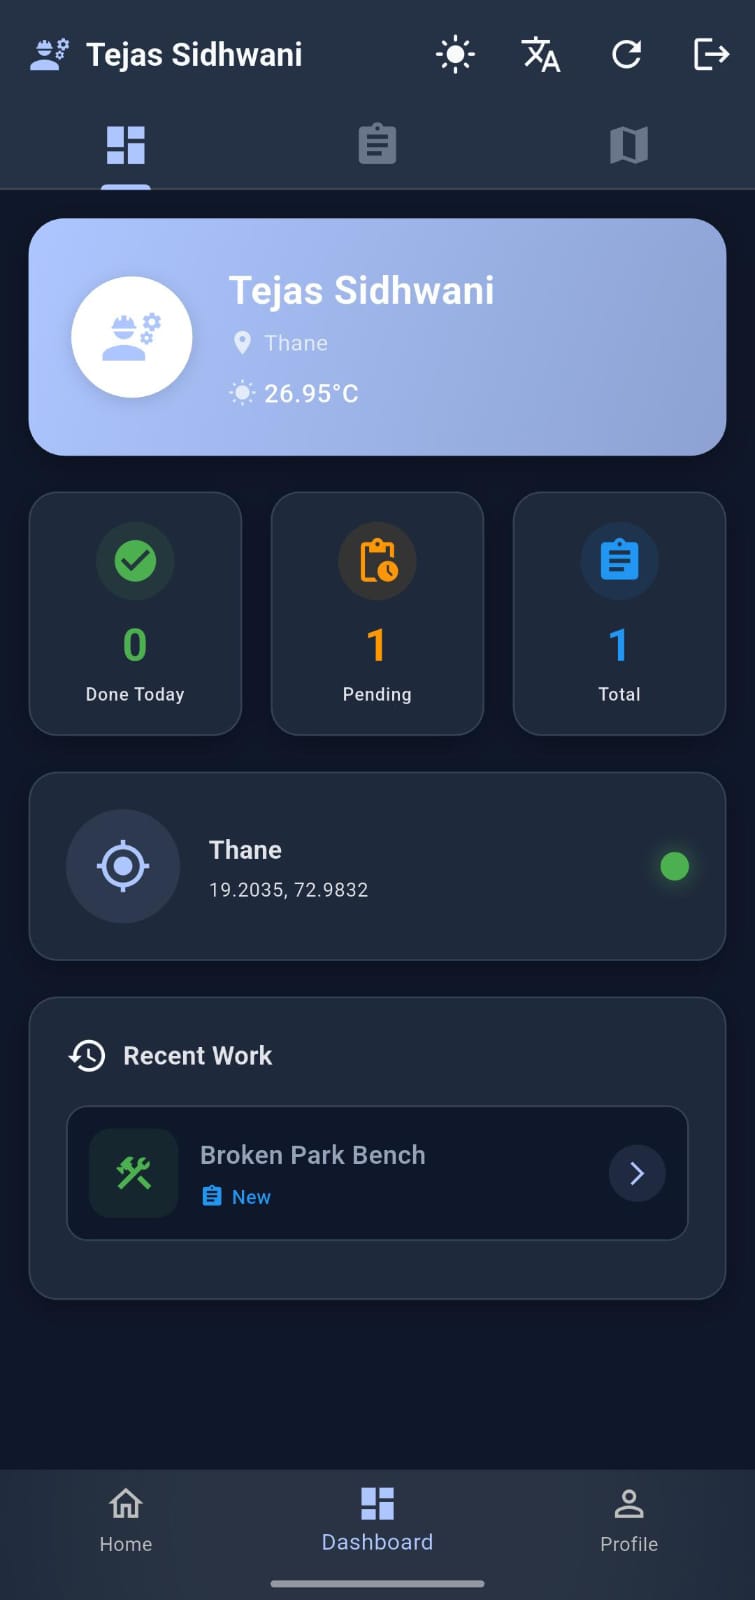 Tejas Sidhwani
Tejas Sidhwani
Thane
26.95°C
0
Done Today
1
Pending
1
Total
Thane
19.2035, 72.9832
Recent Work
Broken Park Bench
New
Home
Dashboard
Profile